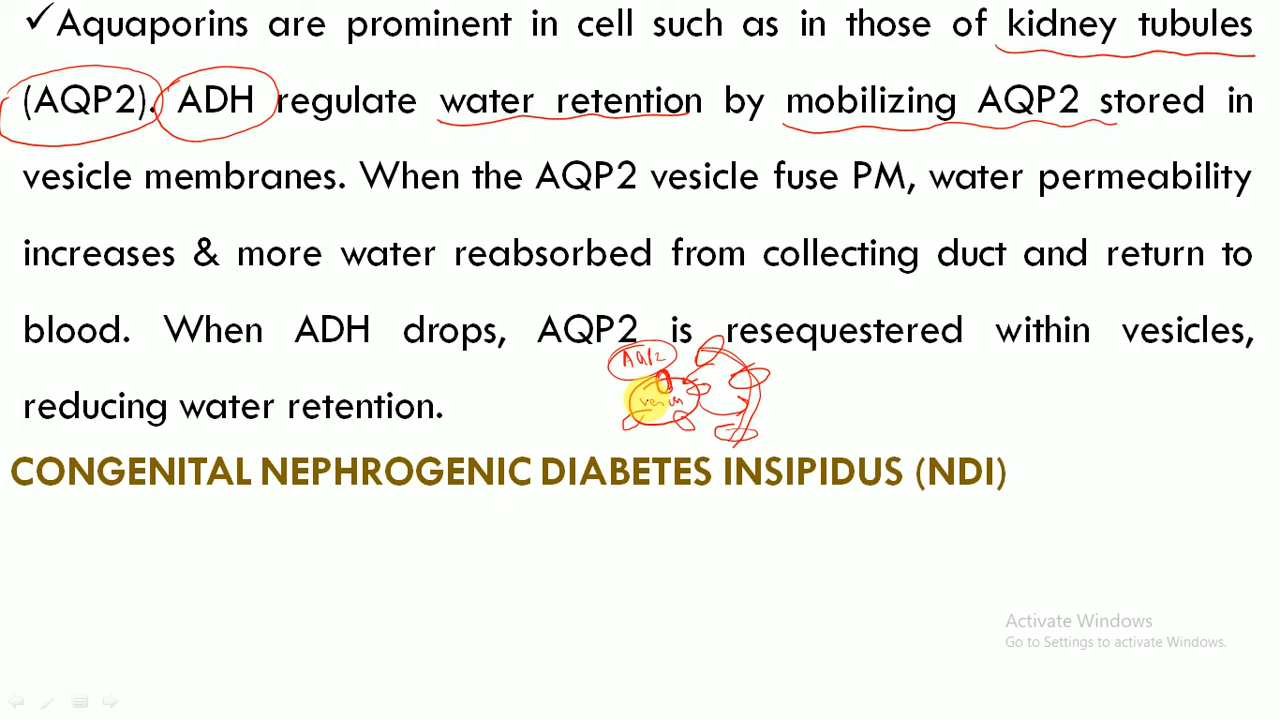 ✓Aquaporins are prominent in cell such as in those of kidney tubules
(AQP2). ADH regulate water retention by mobilizing AQP2 stored in
vesicle membranes. When the AQP2 vesicle fuse PM, water permeability
increases & more water reabsorbed from collecting duct and return to
blood. When ADH drops, AQP2 is resequestered within vesicles,
AQP2
reducing water retention.
CONGENITAL NEPHROGENIC DIABETES INSIPIDUS (NDI)
Activate Windows
Go to Settings to activate Windows.